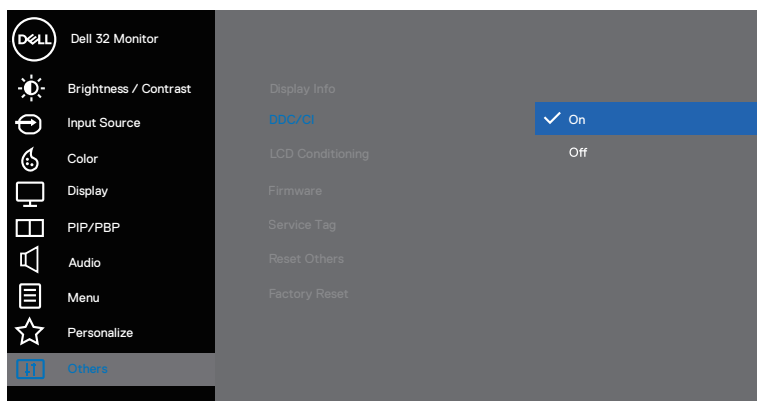 DELL
Dell 32 Monitor
Brightness / Contrast
Input Source
Color
Display
PIP/PBP
Audio
Menu
Personalize
Others
Display Info
DDC/CI
LCD Conditioning
Firmware
Service Tag
Reset Others
Factory Reset
On
Off